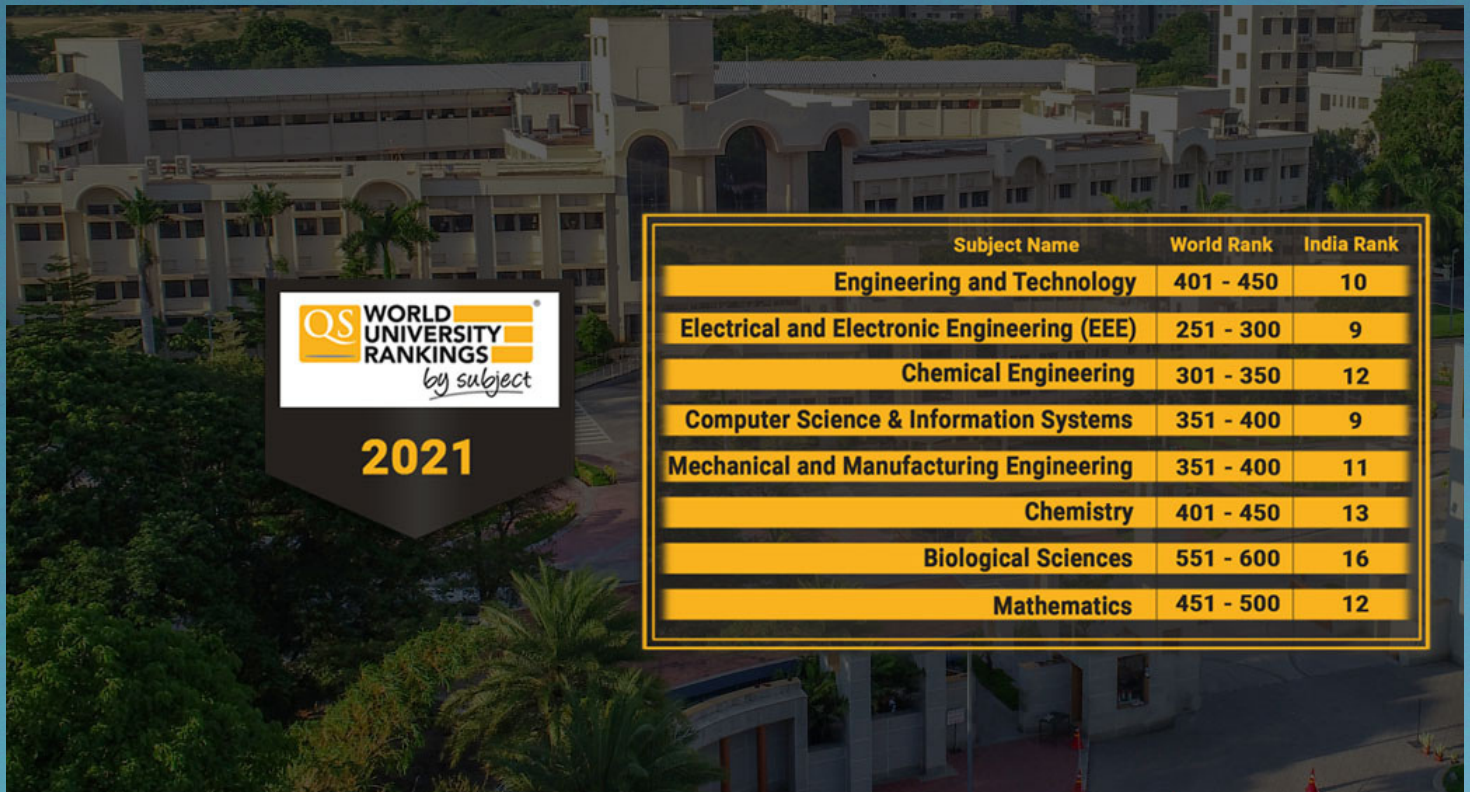 QS WORLD
UNIVERSITY
RANKINGS
by subject
®
2021
Subject Name World Rank India Rank
Engineering and Technology 401 - 450 10
Electrical and Electronic Engineering (EEE) 251 - 300 9
Chemical Engineering 301 - 350 12
Computer Science & Information Systems 351 - 400 9
Mechanical and Manufacturing Engineering 351 - 400 11
Chemistry 401 - 450 13
Biological Sciences 551 - 600 16
Mathematics 451 - 500 12